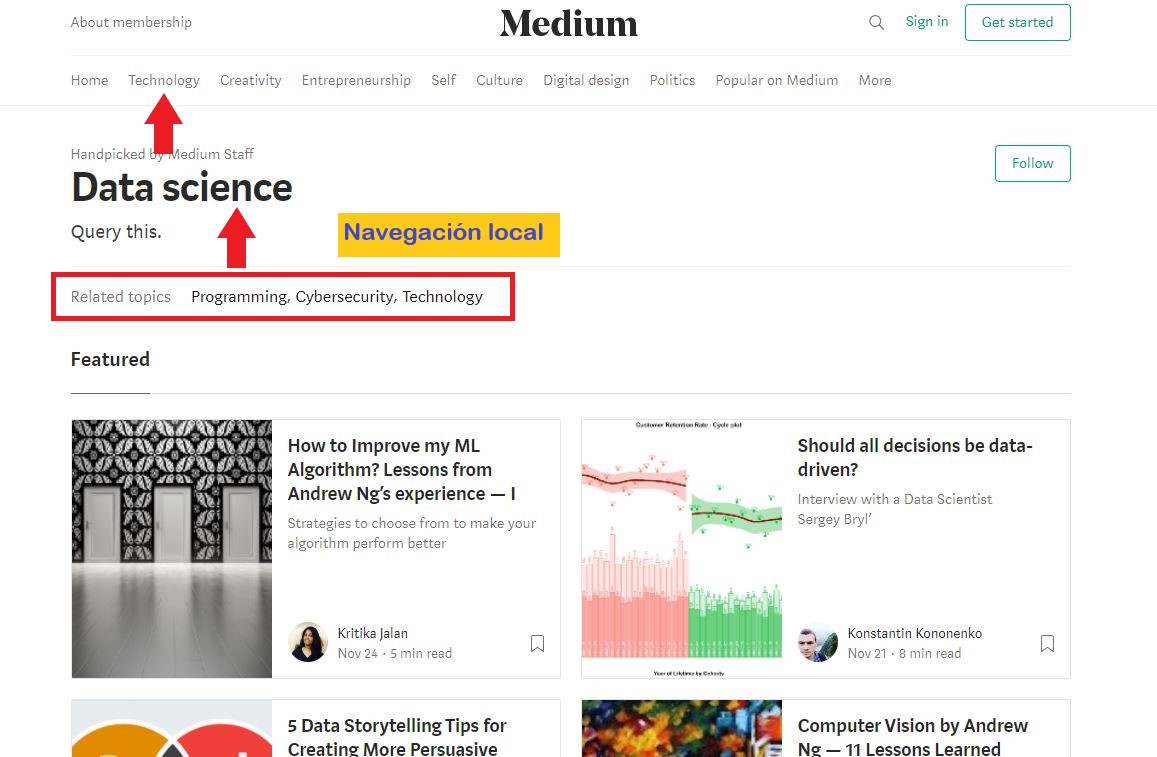 About membership
Medium
Sign in
Get started
Home Technology Creativity Entrepreneurship Self Culture Digital design Politics Popular on Medium More
Handpicked by Medium Staff
Data science
Follow
Query this.
Navegación local
Related topics Programming, Cybersecurity, Technology
Featured
How to Improve my ML
Algorithm? Lessons from
Andrew Ng’s experience — I
Strategies to choose from to make your
algorithm perform better
Kritika Jalan
Nov 24 · 5 min read
Customer Retention Rate - Cycle plot
Year of Lifetime by Cohorts
Should all decisions be data-
driven?
Interview with a Data Scientist
Sergey Bryl’
Konstantin Kononenko
Nov 21 · 8 min read
5 Data Storytelling Tips for
Creating More Persuasive
Computer Vision by Andrew
Ng — 11 Lessons Learned